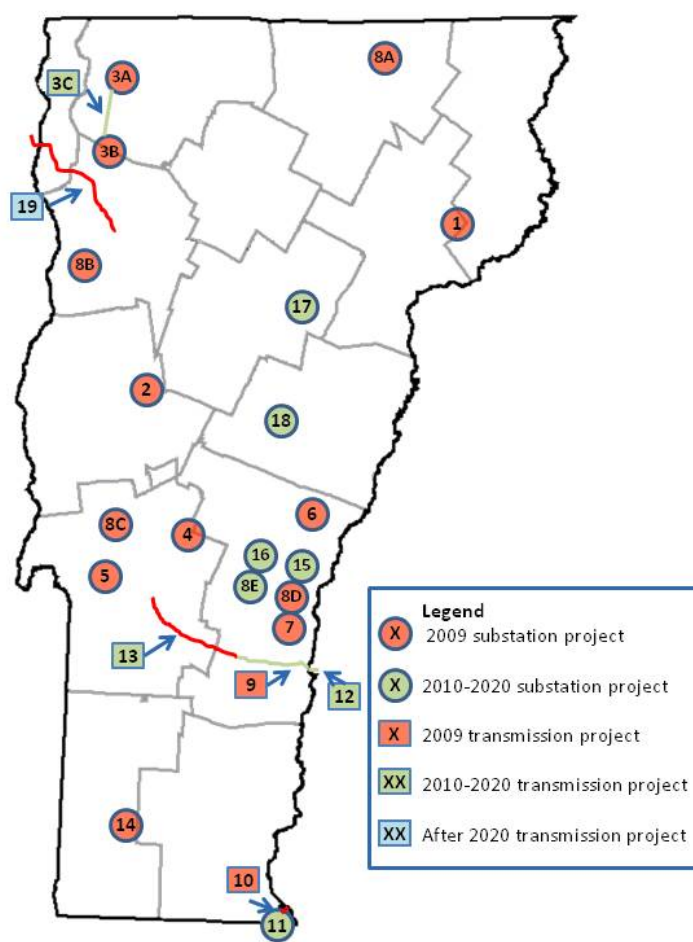 8A
3A
3C
3B
19
1
8B
17
2
18
6
8C
4
16
15
5
8E
8D
7
13
9
12
14
10
11
Legend
X 2009 substation project
X 2010-2020 substation project
X 2009 transmission project
XX 2010-2020 transmission project
XX After 2020 transmission project